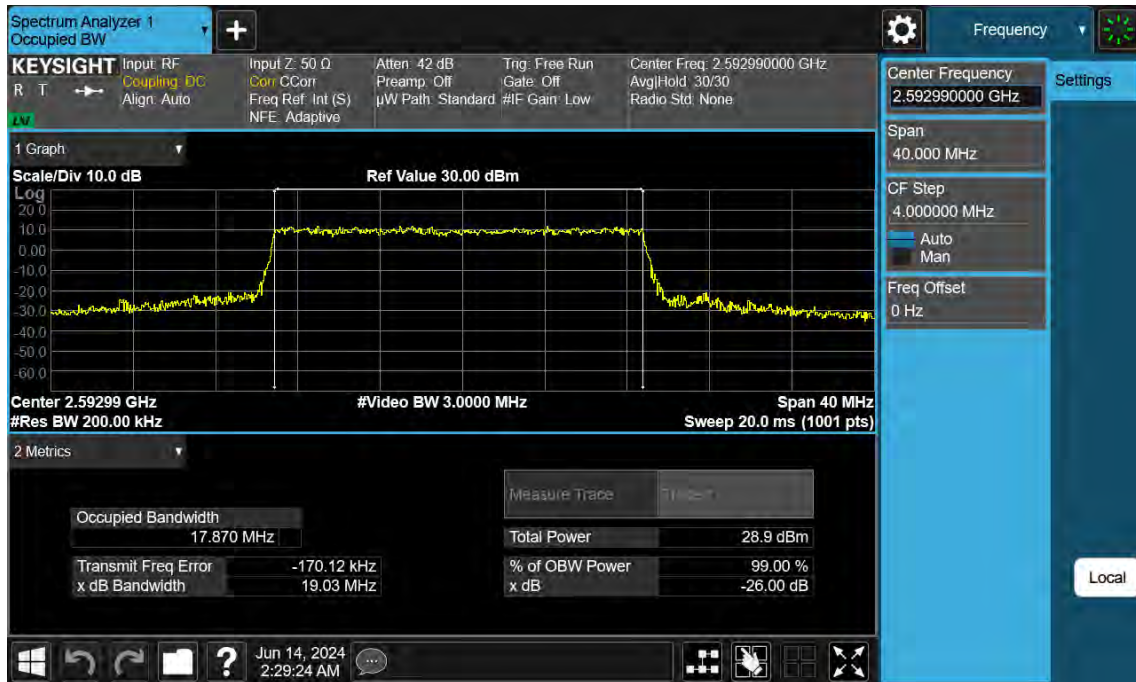 Spectrum Analyzer 1
Occupied BW
+
Frequency
KEYSIGHT
R T
LXI
Input: RF
Coupling: DC
Align: Auto
Input Z: 50 Ω
Corr CCorr
Freq Ref: Int (S)
NFE: Adaptive
Atten: 42 dB
Preamp: Off
µW Path: Standard
Trig: Free Run
Gate: Off
#IF Gain: Low
Center Freq: 2.592990000 GHz
Avg|Hold: 30/30
Radio Std: None
Center Frequency
2.592990000 GHz
Settings
Span
40.000 MHz
CF Step
4.000000 MHz
Auto
Man
Freq Offset
0 Hz
Local
1 Graph
Scale/Div 10.0 dB
Ref Value 30.00 dBm
Log
20.0
10.0
0.00
-10.0
-20.0
-30.0
-40.0
-50.0
-60.0
Center 2.59299 GHz
#Video BW 3.0000 MHz
Span 40 MHz
#Res BW 200.00 kHz
Sweep 20.0 ms (1001 pts)
2 Metrics
Measure Trace
Trace 1
Occupied Bandwidth
17.870 MHz
Total Power 28.9 dBm
Transmit Freq Error -170.12 kHz
% of OBW Power 99.00 %
x dB Bandwidth 19.03 MHz
x dB -26.00 dB
?
Jun 14, 2024
2:29:24 AM